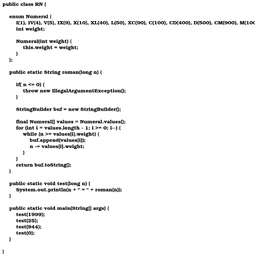 public class RN {
enum Numeral {
I(1), IV(4), V(5), IX(9), X(10), XL(40), L(50), XC(90), C(100), CD(400), D(500), CM(900), M(100
int weight;
Numeral(int weight) {
this.weight = weight;
}
};
public static String roman(long n) {
if( n <= 0) {
throw new IllegalArgumentException();
}
StringBuilder buf = new StringBuilder();
final Numeral[] values = Numeral.values();
for (int i = values.length - 1; i >= 0; i--) {
while (n >= values[i].weight) {
buf.append(values[i]);
n -= values[i].weight;
}
}
return buf.toString();
}
public static void test(long n) {
System.out.println(n + " = " + roman(n));
}
public static void main(String[] args) {
test(1999);
test(25);
test(944);
test(0);
}
}